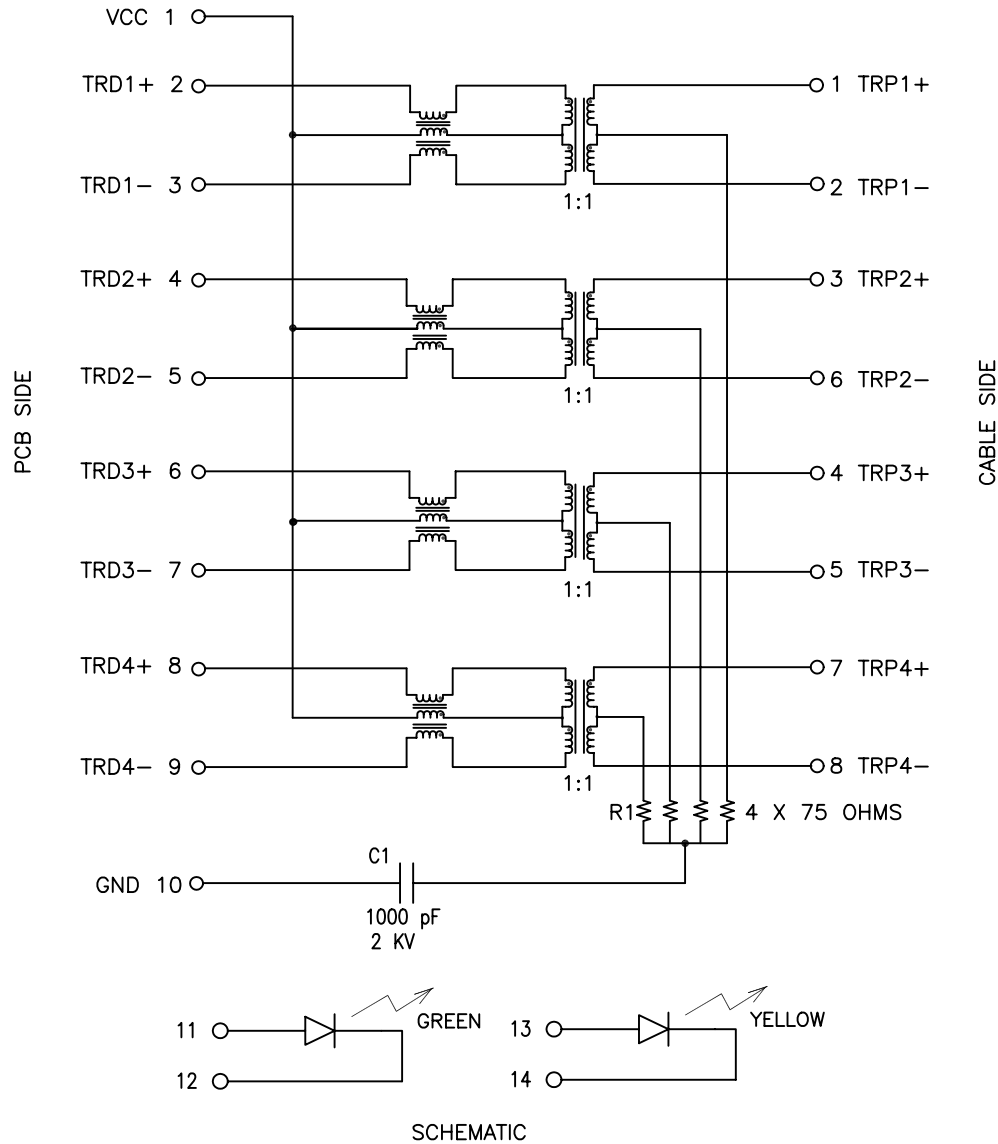 VCC 1
TRD1+ 2
1 TRP1+
TRD1− 3
2 TRP1−
1:1
TRD2+ 4
3 TRP2+
TRD2− 5
6 TRP2−
1:1
PCB SIDE
CABLE SIDE
TRD3+ 6
4 TRP3+
TRD3− 7
5 TRP3−
1:1
TRD4+ 8
7 TRP4+
TRD4− 9
8 TRP4−
1:1
R1 4 X 75 OHMS
C1
GND 10
1000 pF
2 KV
11 GREEN
12
13 YELLOW
14
SCHEMATIC